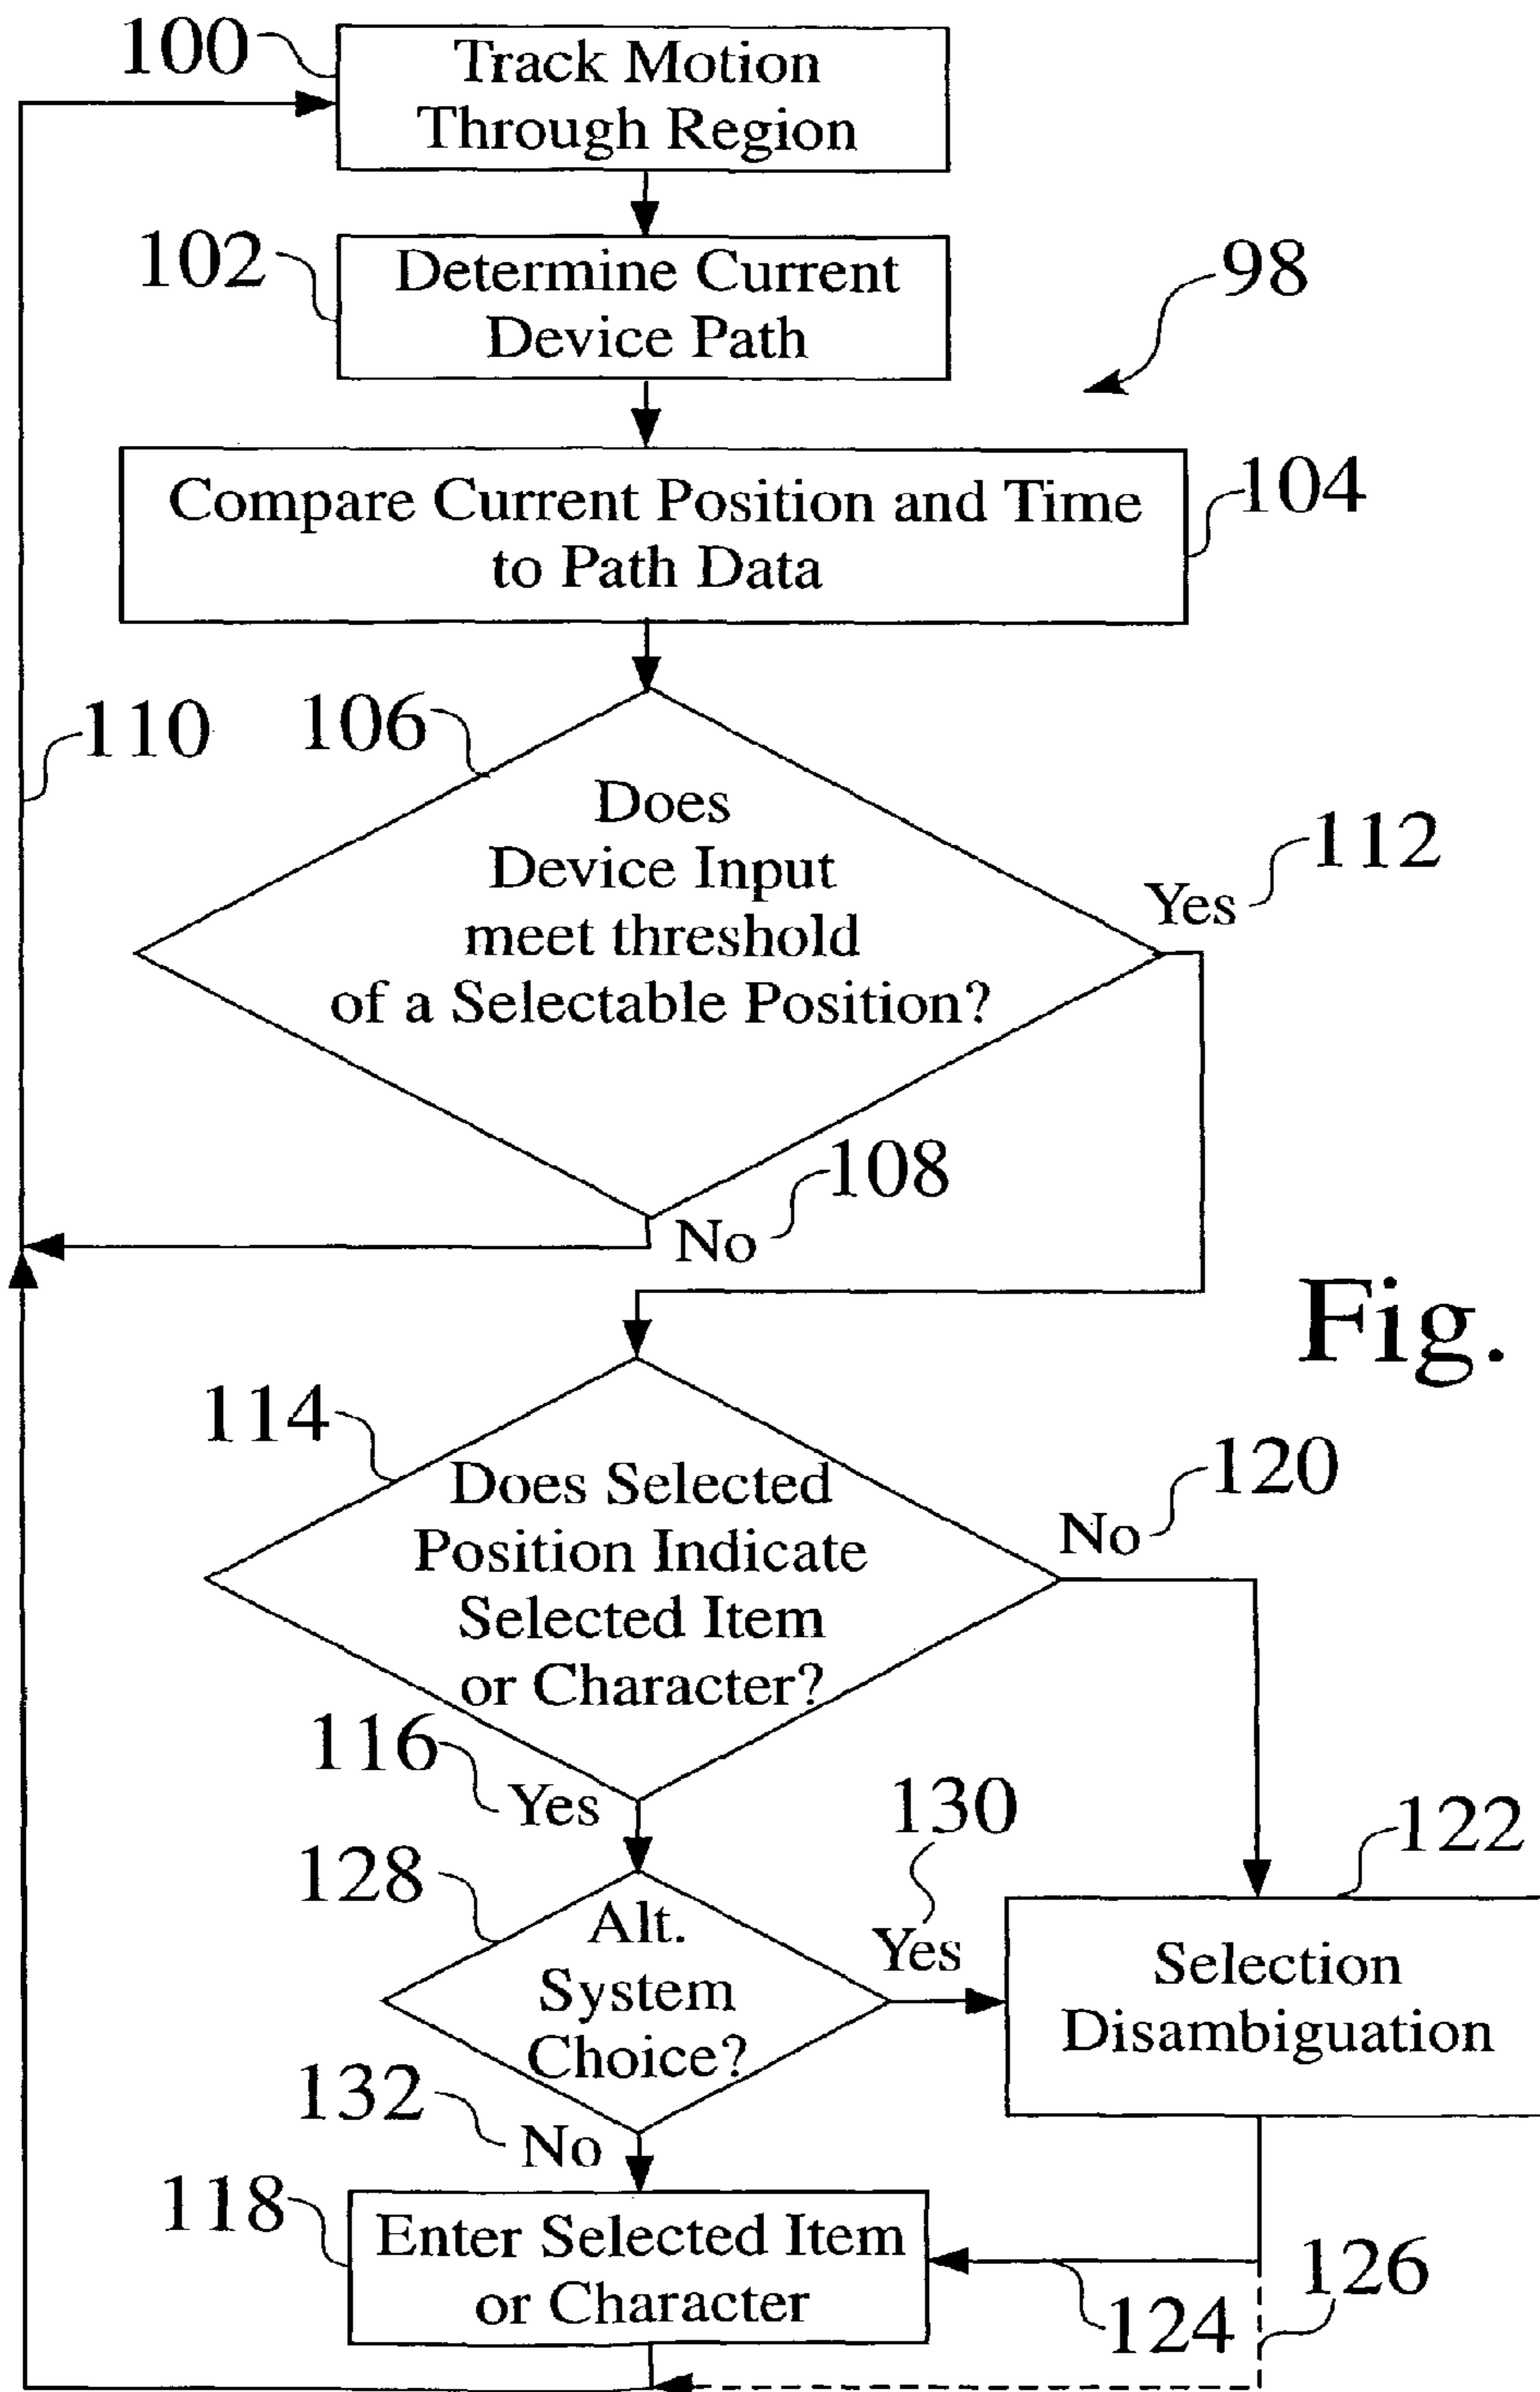 100
Track Motion
Through Region
102
Determine Current
Device Path
98
Compare Current Position and Time
to Path Data
104
110
106
Does
Device Input
meet threshold
of a Selectable Position?
112
Yes
108
No
Fig.
114
Does Selected
Position Indicate
Selected Item
or Character?
120
No
116
Yes
130
128
Alt.
System
Choice?
Yes
122
Selection
Disambiguation
132
No
118
Enter Selected Item
or Character
124
126